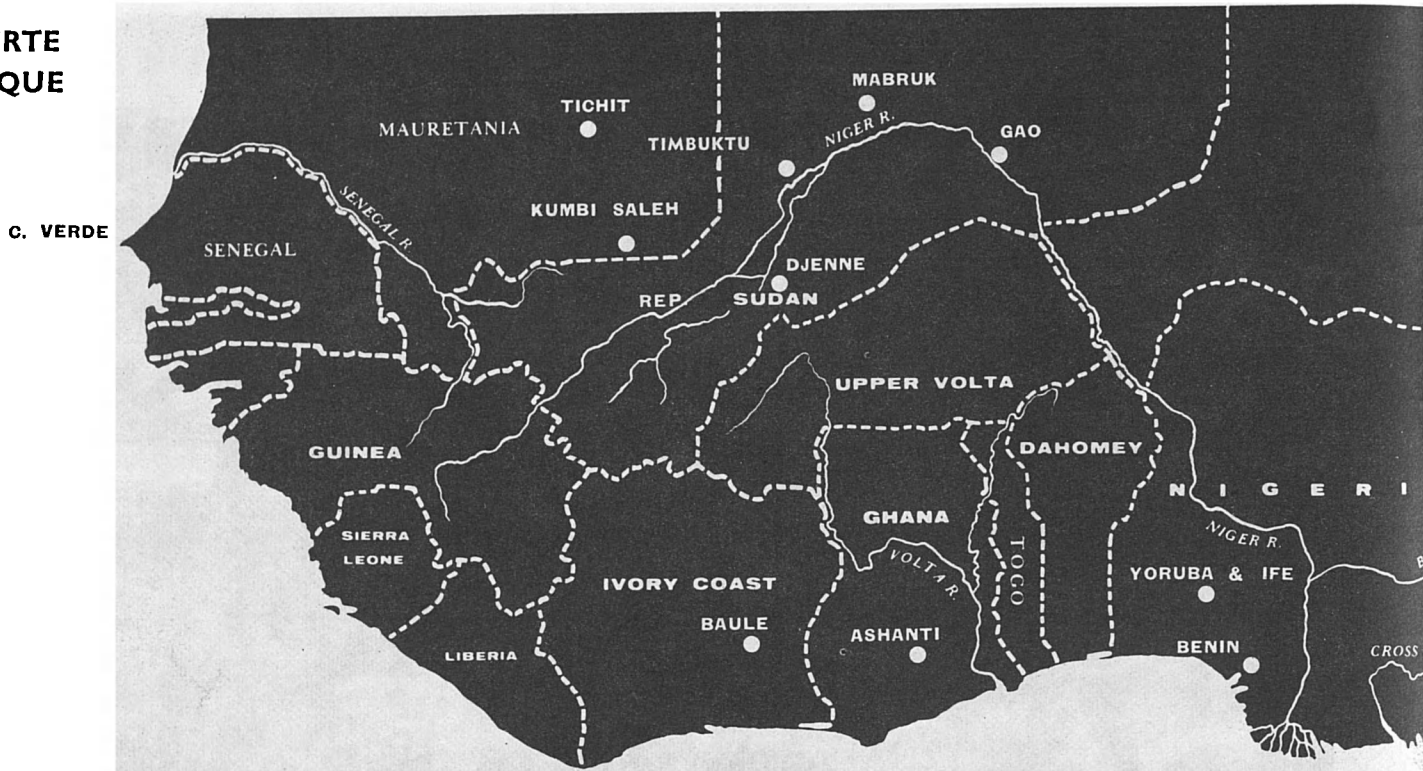 RTE
QUE
C. VERDE
MABRUK
TICHIT
MAURETANIA
TIMBUKTU
NIGER R.
GAO
SENEGAL R
KUMBI SALEH
SENEGAL
DJENNE
REP. SUDAN
UPPER VOLTA
GUINEA
DAHOMEY
NIGERI
GHANA
SIERRA
LEONE
NIGER R.
VOLTA R.
TOGO
IVORY COAST
YORUBA & IFE
BAULE
ASHANTI
LIBERIA
BENIN
CROSS